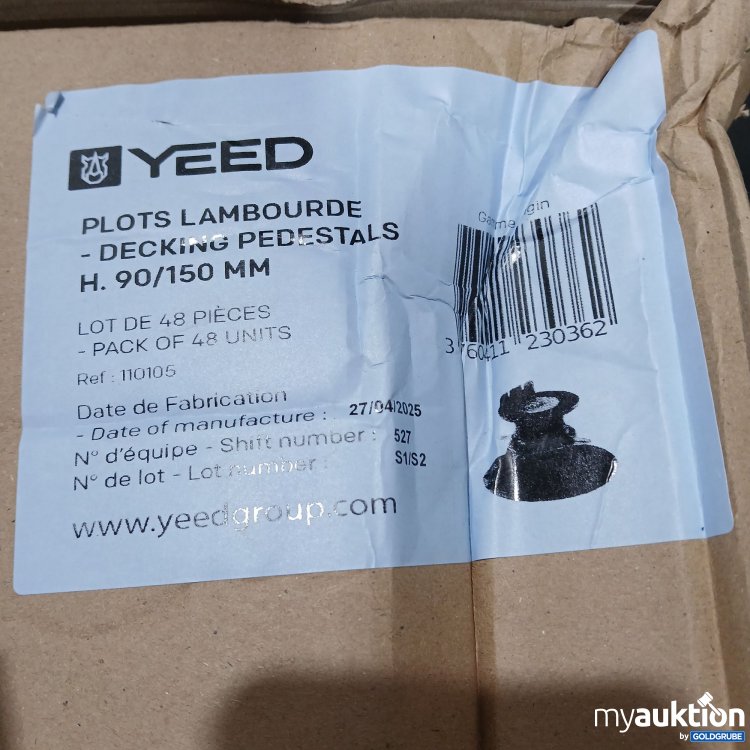 YEED
PLOTS LAMBOURDE
- DECKING PEDESTALS
H. 90/150 MM
LOT DE 48 PIÈCES
- PACK OF 48 UNITS
Ref : 110105
Date de Fabrication
- Date of manufacture : 27/04/2025
N° d'équipe - Shift number : 527
N° de lot - Lot number : S1/S2
www.yeedgroup.com
3 760411 230362
myauktion
by GOLDGRUBE